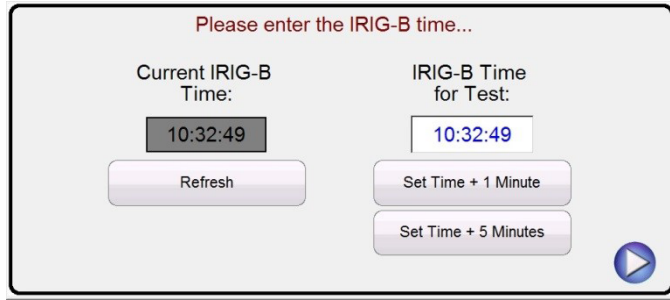 Please enter the IRIG-B time...
Current IRIG-B
Time:
10:32:49
Refresh
IRIG-B Time
for Test:
10:32:49
Set Time + 1 Minute
Set Time + 5 Minutes